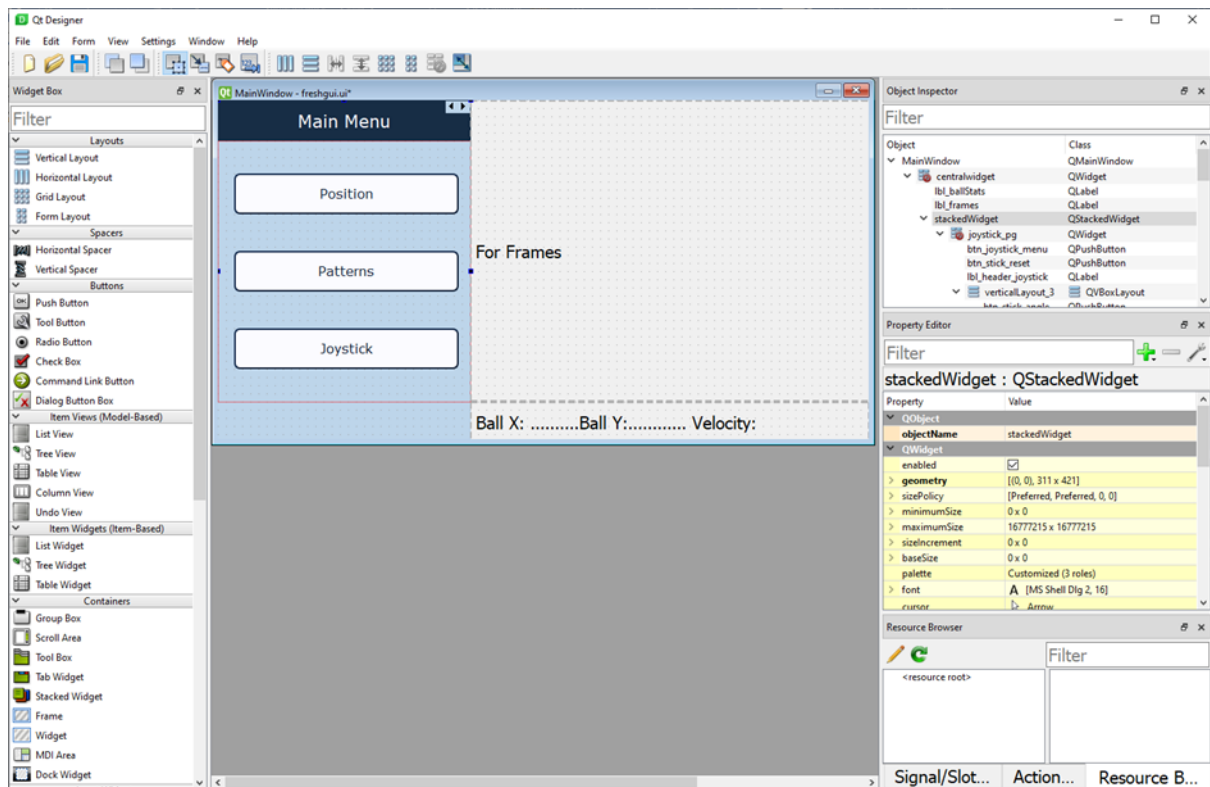 Qt Designer
File Edit Form View Settings Window Help
Widget Box
Filter
Layouts
Vertical Layout
Horizontal Layout
Grid Layout
Form Layout
Spacers
Horizontal Spacer
Vertical Spacer
Buttons
Push Button
Tool Button
Radio Button
Check Box
Command Link Button
Dialog Button Box
Item Views (Model-Based)
List View
Tree View
Table View
Column View
Undo View
Item Widgets (Item-Based)
List Widget
Tree Widget
Table Widget
Containers
Group Box
Scroll Area
Tool Box
Tab Widget
Stacked Widget
Frame
Widget
MDI Area
Dock Widget
MainWindow - freshgui.ui*
Main Menu
Position
Patterns
Joystick
For Frames
Ball X: ..........Ball Y:............ Velocity:
Object Inspector
Filter
Object Class
MainWindow QMainWindow
centralwidget QWidget
lbl_ballStats QLabel
lbl_frames QLabel
stackedWidget QStackedWidget
joystick_pg QWidget
btn_joystick_menu QPushButton
btn_stick_reset QPushButton
lbl_header_joystick QLabel
verticalLayout_3 QVBoxLayout
btn_stick_angle QPushButton
Property Editor
Filter
stackedWidget : QStackedWidget
Property Value
QObject
objectName stackedWidget
QWidget
enabled
geometry [(0, 0), 311 x 421]
sizePolicy [Preferred, Preferred, 0, 0]
minimumSize 0 x 0
maximumSize 16777215 x 16777215
sizeIncrement 0 x 0
baseSize 0 x 0
palette Customized (3 roles)
font A [MS Shell Dlg 2, 16]
cursor Arrow
Resource Browser
Filter
<resource root>
Signal/Slot... Action... Resource B...